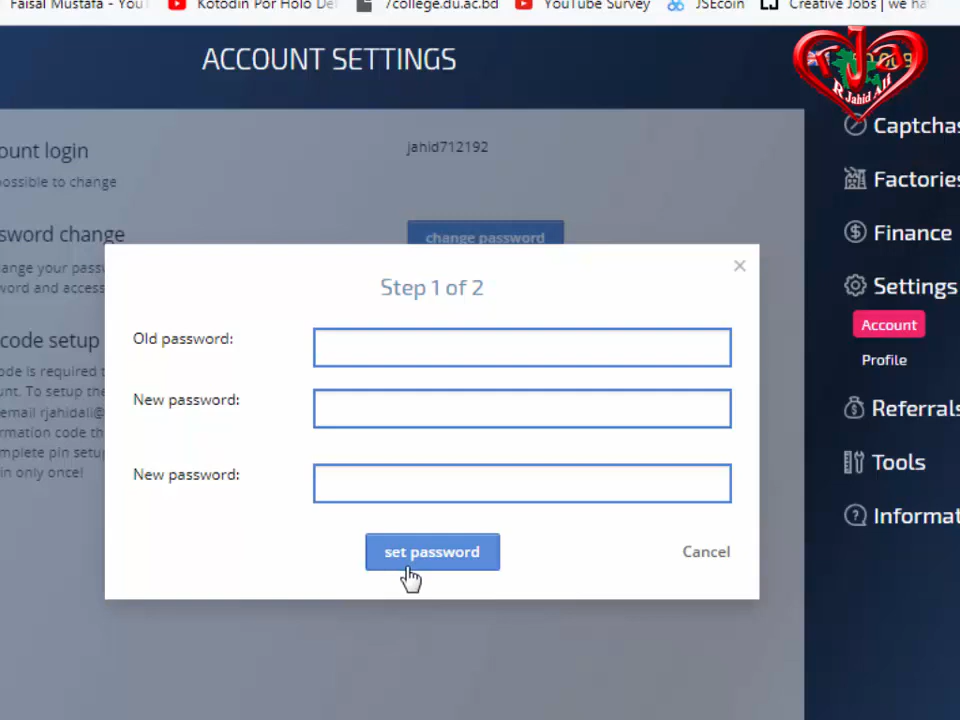 Faisal Mustafa - You
Kotodin Por Holo De
7college.du.ac.bd
YouTube Survey
JSEcoin
Creative Jobs | we ha
ACCOUNT SETTINGS
R Jahid Ali
ount login
jahid712192
possible to change
sword change
change password
ange your passw
word and access
code setup
ode is required t
unt. To setup the
email rjahidali@
rmation code th
mplete pin setup
in only once!
Step 1 of 2
Old password:
New password:
New password:
set password
Cancel
Captchas
Factories
Finance
Settings
Account
Profile
Referrals
Tools
Informat